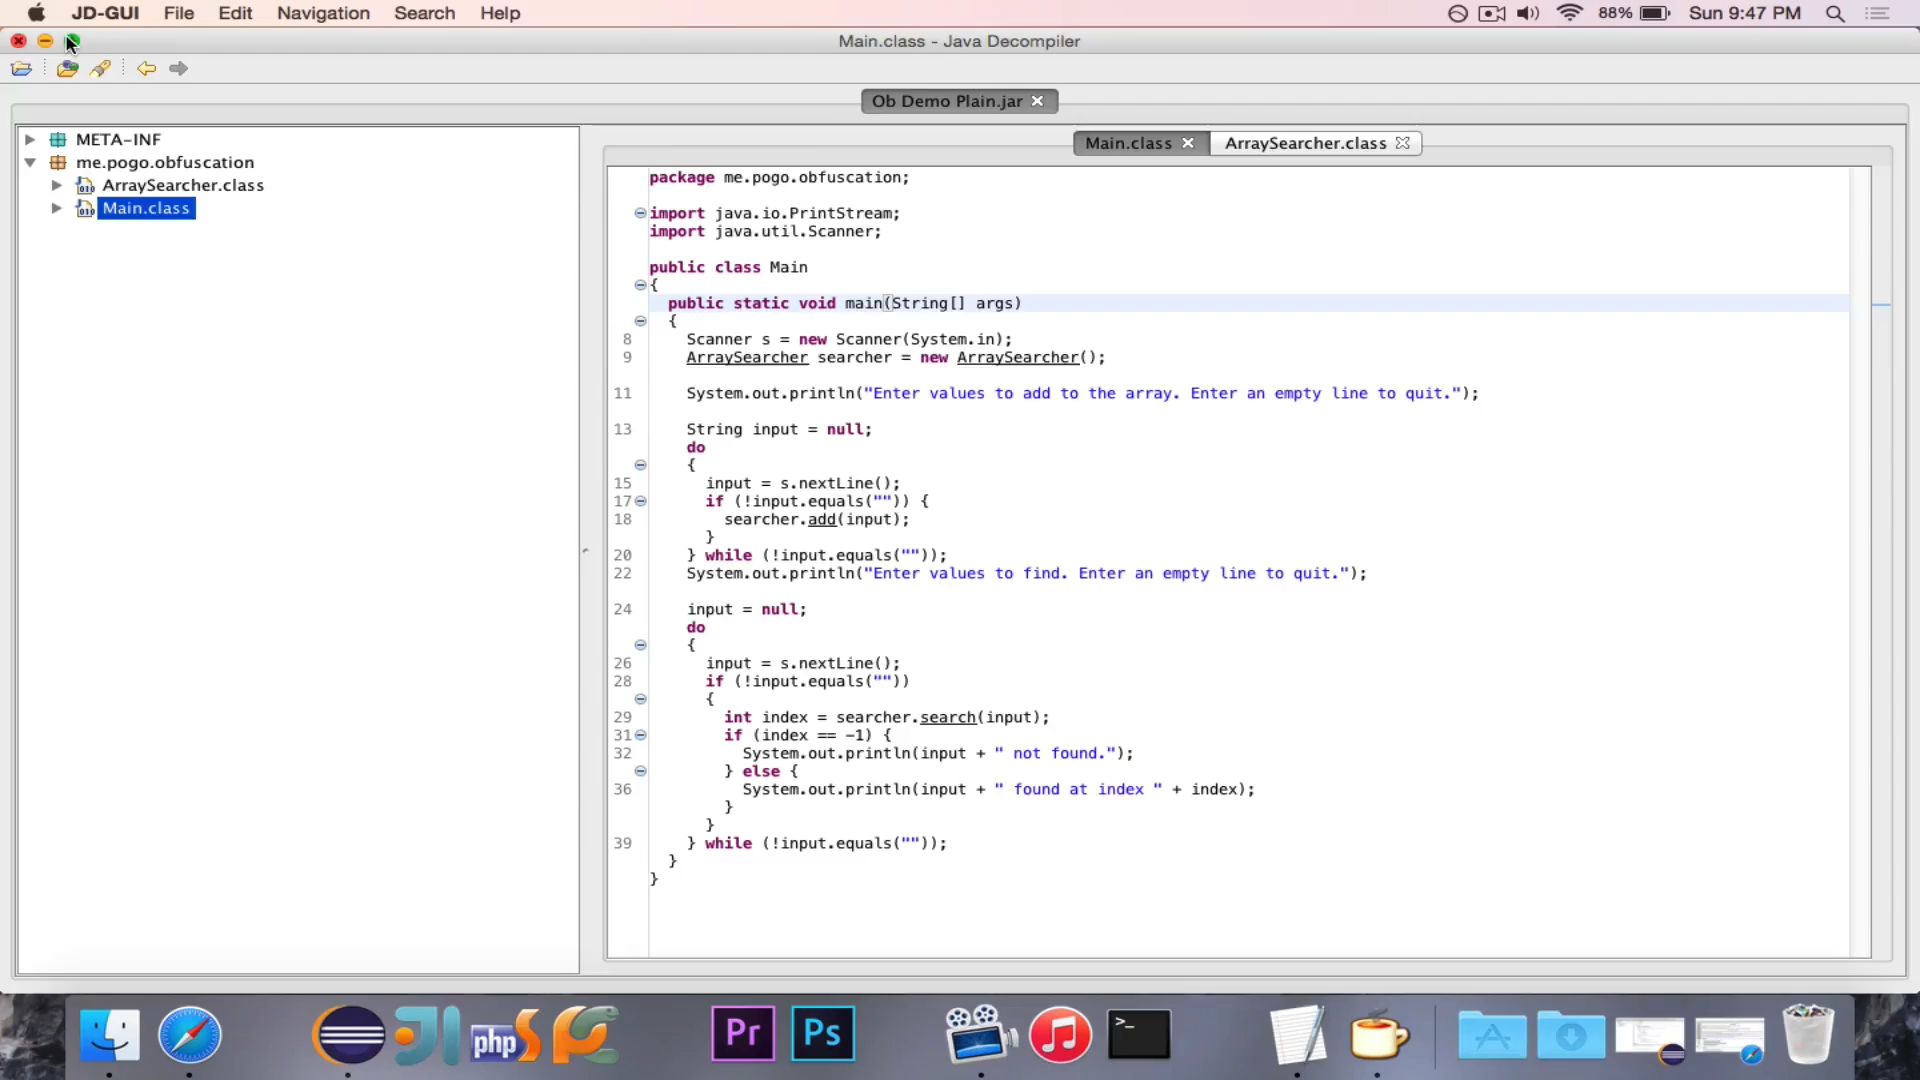 JD-GUI File Edit Navigation Search Help 88% Sun 9:47 PM
Main.class - Java Decompiler
Ob Demo Plain.jar
META-INF
me.pogo.obfuscation
ArraySearcher.class
Main.class
Main.class ArraySearcher.class
package me.pogo.obfuscation;
import java.io.PrintStream;
import java.util.Scanner;
public class Main
{
public static void main(String[] args)
{
8 Scanner s = new Scanner(System.in);
9 ArraySearcher searcher = new ArraySearcher();
11 System.out.println("Enter values to add to the array. Enter an empty line to quit.");
13 String input = null;
do
{
15 input = s.nextLine();
17 if (!input.equals("")) {
18 searcher.add(input);
}
20 } while (!input.equals(""));
22 System.out.println("Enter values to find. Enter an empty line to quit.");
24 input = null;
do
{
26 input = s.nextLine();
28 if (!input.equals(""))
{
29 int index = searcher.search(input);
31 if (index == -1) {
32 System.out.println(input + " not found.");
} else {
36 System.out.println(input + " found at index " + index);
}
}
39 } while (!input.equals(""));
}
}
php Pr Ps >_